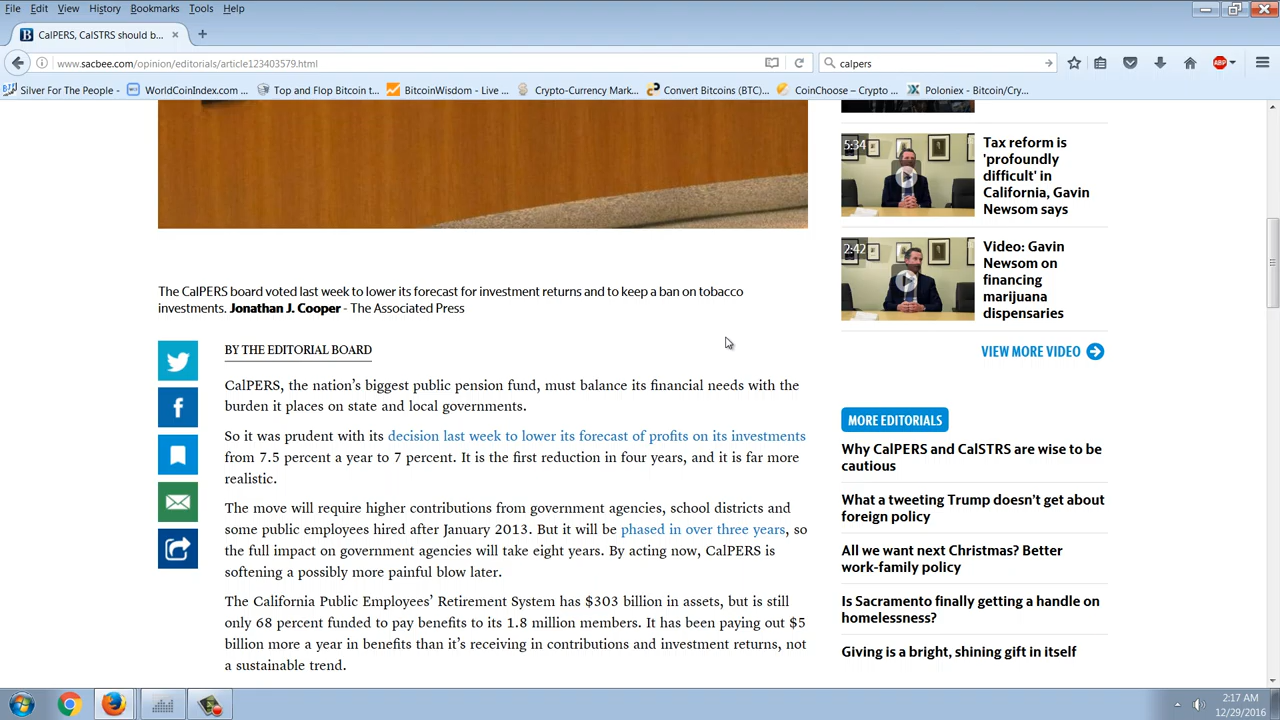 File Edit View History Bookmarks Tools Help
CalPERS, CalSTRS should b...
www.sacbee.com/opinion/editorials/article123403579.html
calpers
ABP
Silver For The People - WorldCoinIndex.com ... Top and Flop Bitcoin t... BitcoinWisdom - Live ... Crypto-Currency Mark... Convert Bitcoins (BTC)... CoinChoose – Crypto ... Poloniex - Bitcoin/Cry...
5:34
Tax reform is
'profoundly
difficult' in
California, Gavin
Newsom says
2:42
Video: Gavin
Newsom on
financing
marijuana
dispensaries
VIEW MORE VIDEO
The CalPERS board voted last week to lower its forecast for investment returns and to keep a ban on tobacco
investments. Jonathan J. Cooper - The Associated Press
BY THE EDITORIAL BOARD
CalPERS, the nation’s biggest public pension fund, must balance its financial needs with the
burden it places on state and local governments.
So it was prudent with its decision last week to lower its forecast of profits on its investments
from 7.5 percent a year to 7 percent. It is the first reduction in four years, and it is far more
realistic.
The move will require higher contributions from government agencies, school districts and
some public employees hired after January 2013. But it will be phased in over three years, so
the full impact on government agencies will take eight years. By acting now, CalPERS is
softening a possibly more painful blow later.
The California Public Employees’ Retirement System has $303 billion in assets, but is still
only 68 percent funded to pay benefits to its 1.8 million members. It has been paying out $5
billion more a year in benefits than it’s receiving in contributions and investment returns, not
a sustainable trend.
MORE EDITORIALS
Why CalPERS and CalSTRS are wise to be
cautious
What a tweeting Trump doesn’t get about
foreign policy
All we want next Christmas? Better
work-family policy
Is Sacramento finally getting a handle on
homelessness?
Giving is a bright, shining gift in itself
2:17 AM
12/29/2016